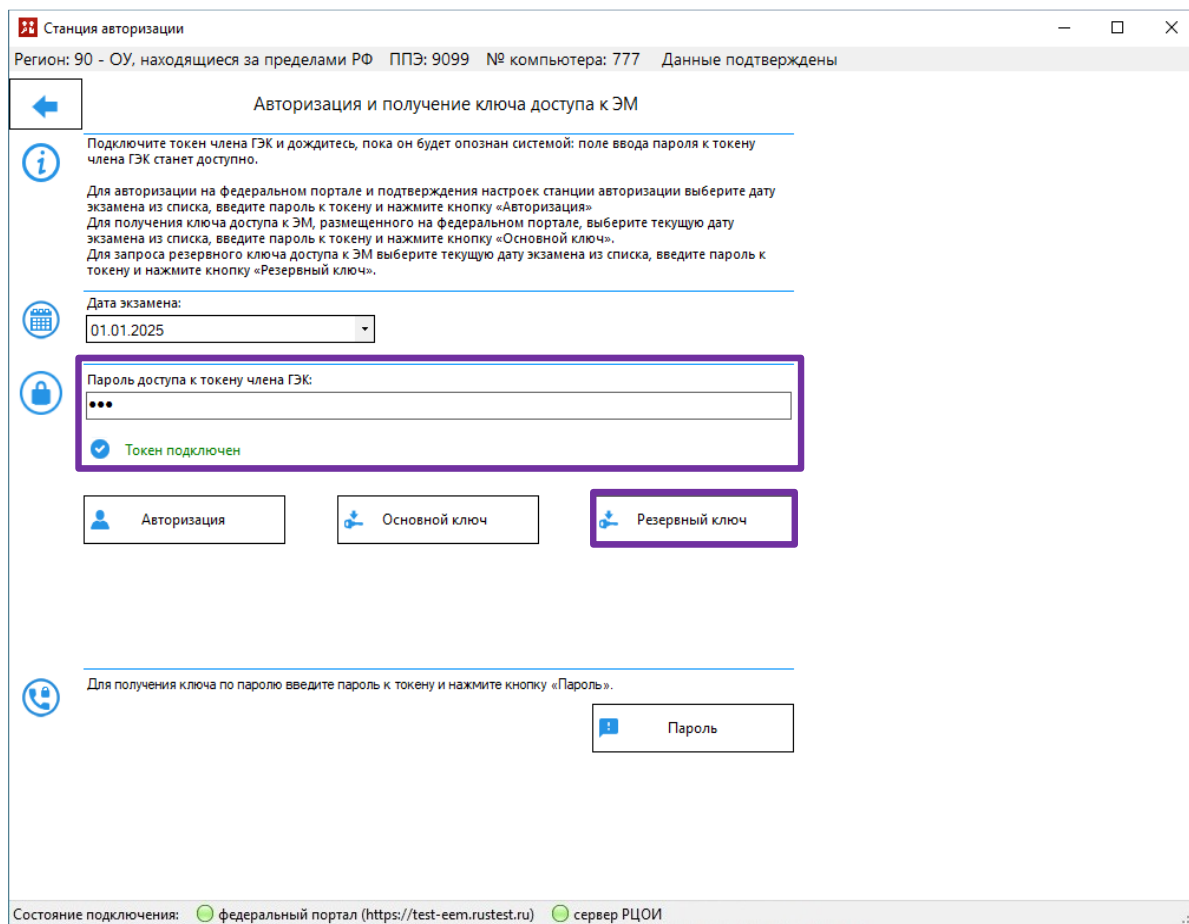 Станция авторизации
Регион: 90 - ОУ, находящиеся за пределами РФ ППЭ: 9099 № компьютера: 777 Данные подтверждены
Авторизация и получение ключа доступа к ЭМ
Подключите токен члена ГЭК и дождитесь, пока он будет опознан системой: поле ввода пароля к токену
члена ГЭК станет доступно.
Для авторизации на федеральном портале и подтверждения настроек станции авторизации выберите дату
экзамена из списка, введите пароль к токену и нажмите кнопку «Авторизация»
Для получения ключа доступа к ЭМ, размещенного на федеральном портале, выберите текущую дату
экзамена из списка, введите пароль к токену и нажмите кнопку «Основной ключ».
Для запроса резервного ключа доступа к ЭМ выберите текущую дату экзамена из списка, введите пароль к
токену и нажмите кнопку «Резервный ключ».
Дата экзамена:
01.01.2025
Пароль доступа к токену члена ГЭК:
•••
Токен подключен
Авторизация Основной ключ Резервный ключ
Для получения ключа по паролю введите пароль к токену и нажмите кнопку «Пароль».
Пароль
Состояние подключения: федеральный портал (https://test-eem.rustest.ru) сервер РЦОИ